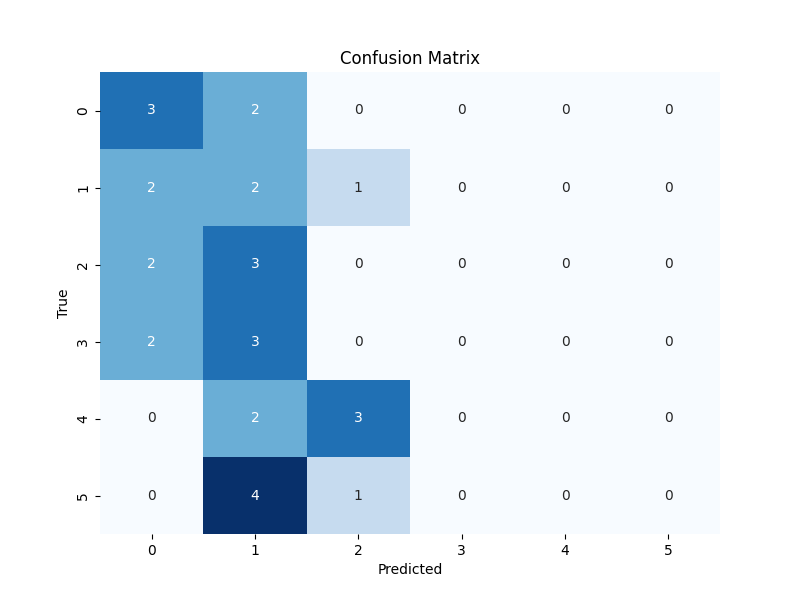 Confusion Matrix
0 3 2 0 0 0 0
1 2 2 1 0 0 0
2 2 3 0 0 0 0
3 2 3 0 0 0 0
4 0 2 3 0 0 0
5 0 4 1 0 0 0
True
0 1 2 3 4 5
Predicted